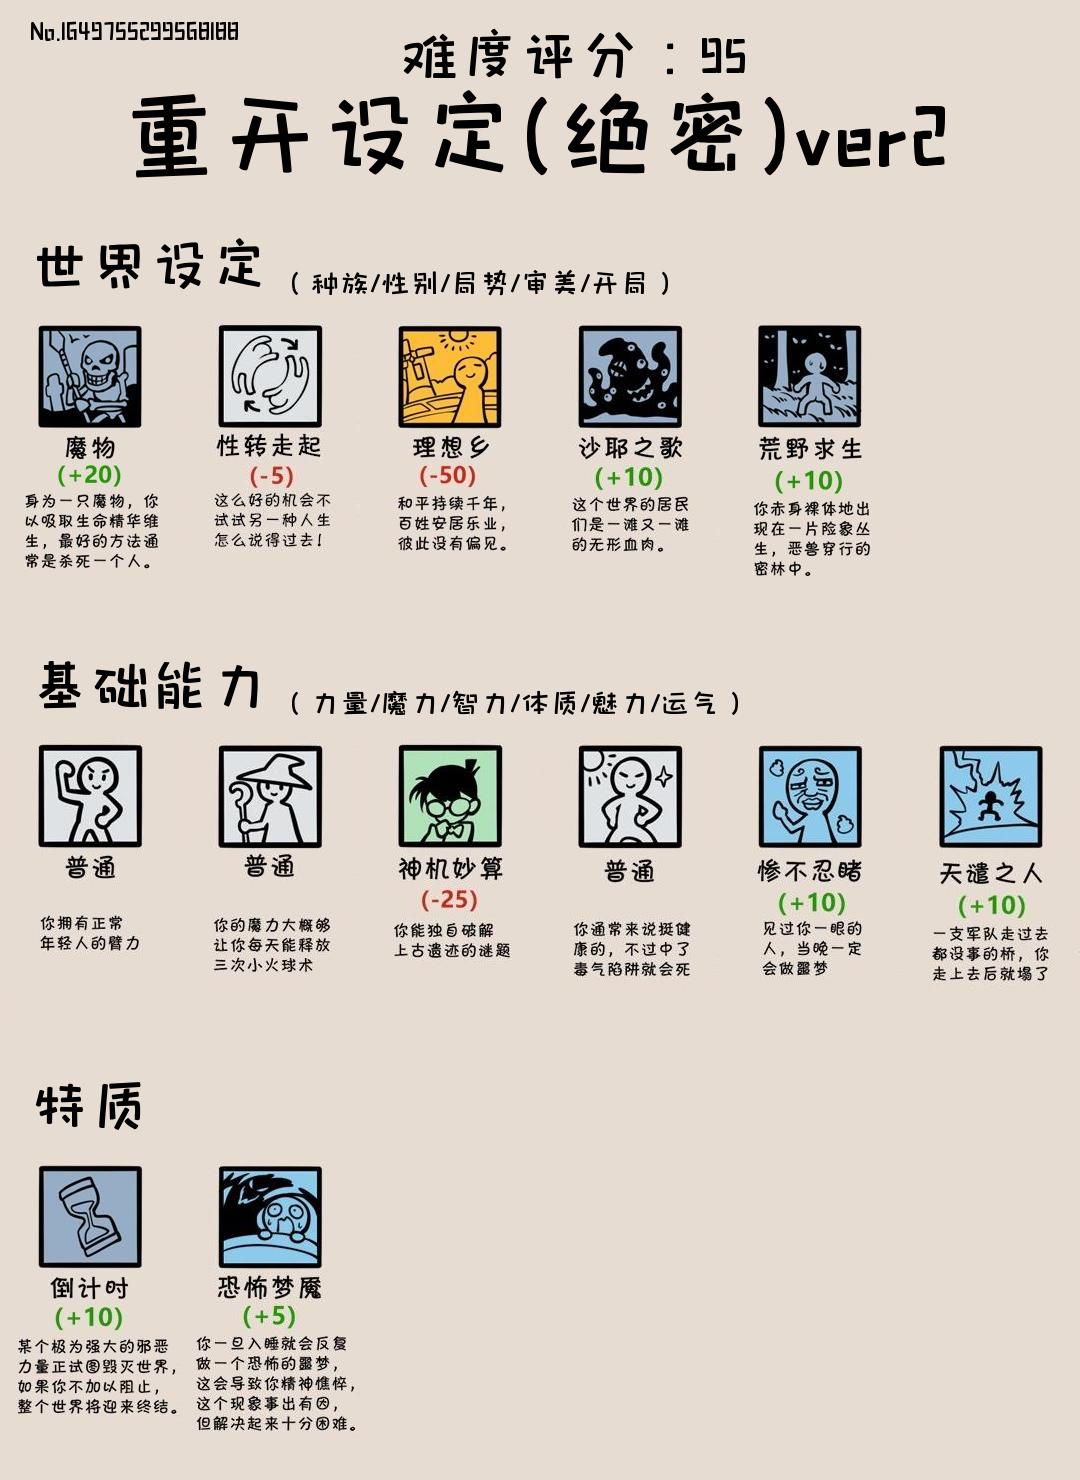 No.1649755299568188
难度评分：95
重开设定(绝密)ver2
世界设定 （种族/性别/局势/审美/开局）
魔物
(+20)
身为一只魔物，你
以吸取生命精华维
生，最好的方法通
常是杀死一个人。
性转走起
(-5)
这么好的机会不
试试另一种人生
怎么说得过去！
理想乡
(-50)
和平持续千年，
百姓安居乐业，
彼此没有偏见。
沙耶之歌
(+10)
这个世界的居民
们是一滩又一滩
的无形血肉。
荒野求生
(+10)
你赤身裸体地出
现在一片险象丛
生，恶兽穿行的
密林中。
基础能力 （力量/魔力/智力/体质/魅力/运气）
普通
你拥有正常
年轻人的臂力
普通
你的魔力大概够
让你每天能释放
三次小火球术
神机妙算
(-25)
你能独自破解
上古遗迹的谜题
普通
你通常来说挺健
康的，不过中了
毒气陷阱就会死
惨不忍睹
(+10)
见过你一眼的
人，当晚一定
会做噩梦
天谴之人
(+10)
一支军队走过去
都没事的桥，你
走上去后就塌了
特质
倒计时
(+10)
某个极为强大的邪恶
力量正试图毁灭世界，
如果你不加以阻止，
整个世界将迎来终结。
恐怖梦魇
(+5)
你一旦入睡就会反复
做一个恐怖的噩梦，
这会导致你精神憔悴，
这个现象事出有因，
但解决起来十分困难。